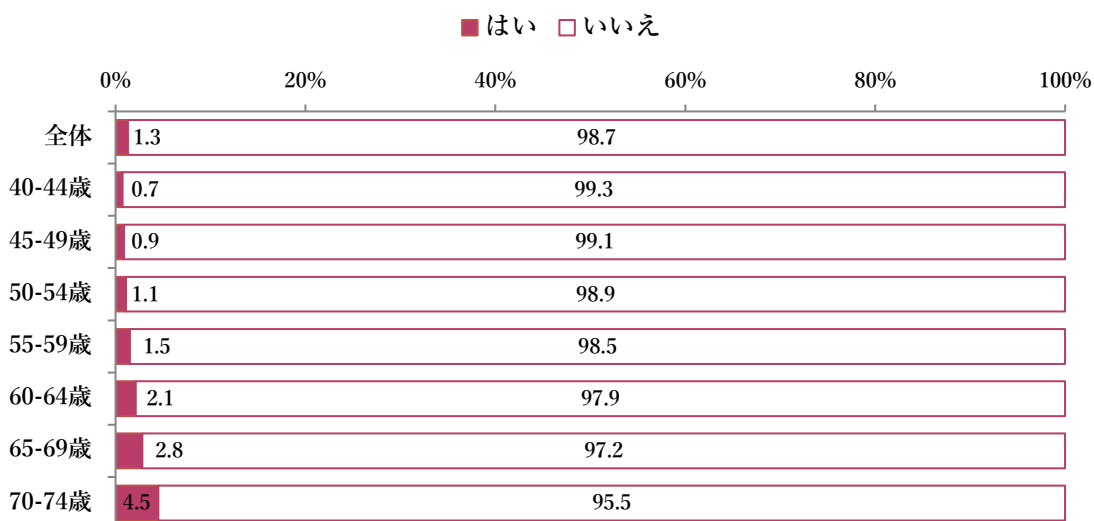 はい いいえ
0% 20% 40% 60% 80% 100%
全体 1.3 98.7
40-44歳 0.7 99.3
45-49歳 0.9 99.1
50-54歳 1.1 98.9
55-59歳 1.5 98.5
60-64歳 2.1 97.9
65-69歳 2.8 97.2
70-74歳 4.5 95.5